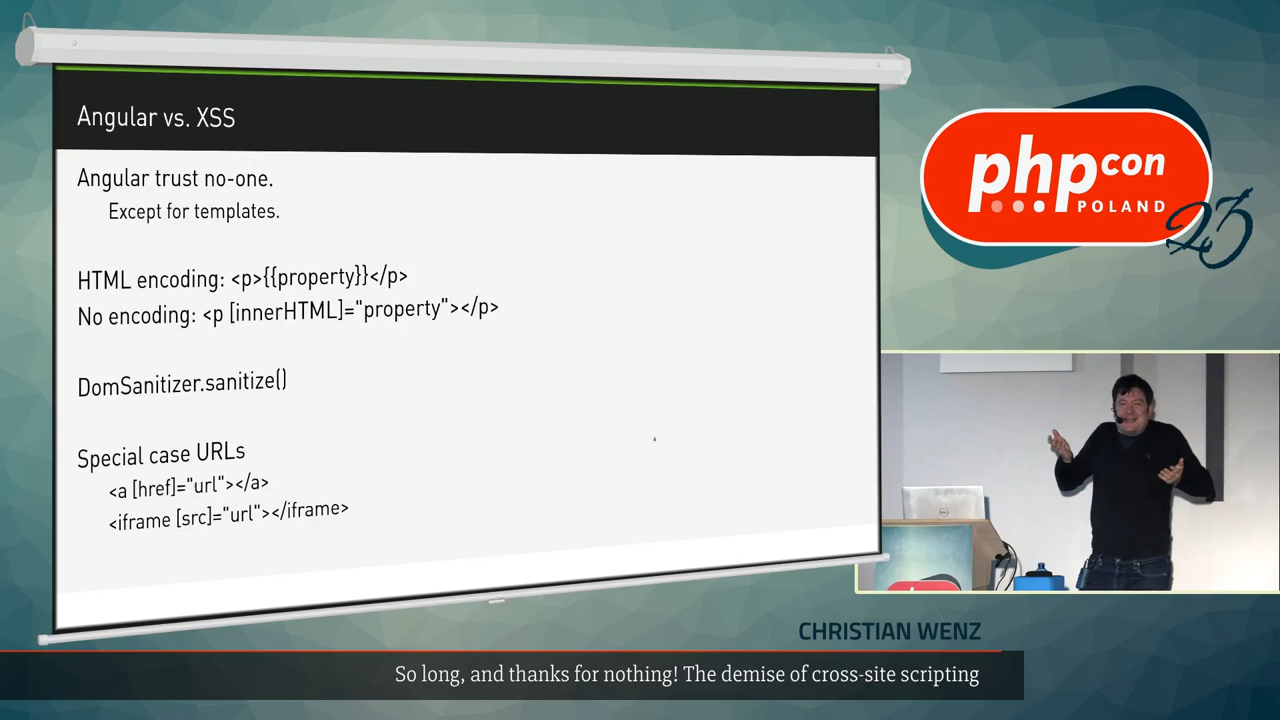 Angular vs. XSS
Angular trust no-one.
Except for templates.
HTML encoding: <p>{{property}}</p>
No encoding: <p [innerHTML]="property"></p>
DomSanitizer.sanitize()
Special case URLs
<a [href]="url"></a>
<iframe [src]="url"></iframe>
phpcon
POLAND
23
DELL
CHRISTIAN WENZ
So long, and thanks for nothing! The demise of cross-site scripting